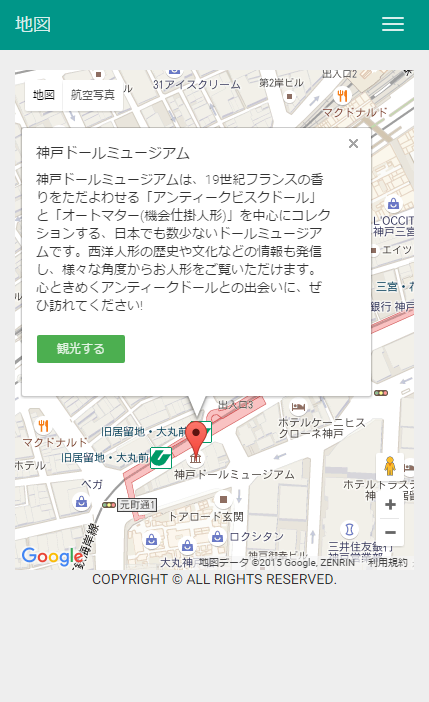 地図
出入口2
31アイスクリーム
第2岸ビル
地図
航空写真
マクドナルド
神戸ドールミュージアム
神戸ドールミュージアムは、19世紀フランスの香
りをただよわせる「アンティークビスクドール」
と「オートマター(機会仕掛人形)」を中心にコレク
ションする、日本でも数少ないドールミュージア
ムです。西洋人形の歴史や文化などの情報も発信
し、様々な角度からお人形をご覧いただけます。
心ときめくアンティークドールとの出会いに、ぜ
ひ訪れてください!
観光する
L'OCCIT
神戸三宮
エイツ
三宮・花
銀行 神戸
出入口3
旧居留地・大丸前
マクドナルド
ホテルケーニヒス
クローネ神戸
旧居留地・大丸前
ホテル
神戸ドールミュージアム
ベガ
ホテルトラスティ
元町通1
トアロード玄関
ロクシタン
三井住友銀行
神戸営業部
神戸御幸ビル
海岸線
大丸神
Google
地図データ ©2015 Google, ZENRIN
利用規約
COPYRIGHT © ALL RIGHTS RESERVED.